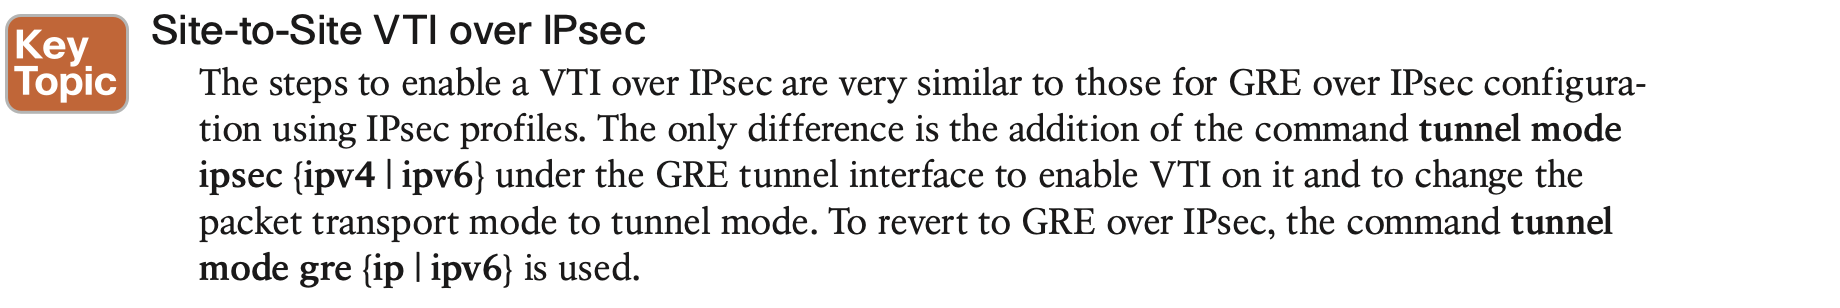 Key
Topic
Site-to-Site VTI over IPsec
The steps to enable a VTI over IPsec are very similar to those for GRE over IPsec configura-
tion using IPsec profiles. The only difference is the addition of the command tunnel mode
ipsec {ipv4 | ipv6} under the GRE tunnel interface to enable VTI on it and to change the
packet transport mode to tunnel mode. To revert to GRE over IPsec, the command tunnel
mode gre {ip | ipv6} is used.